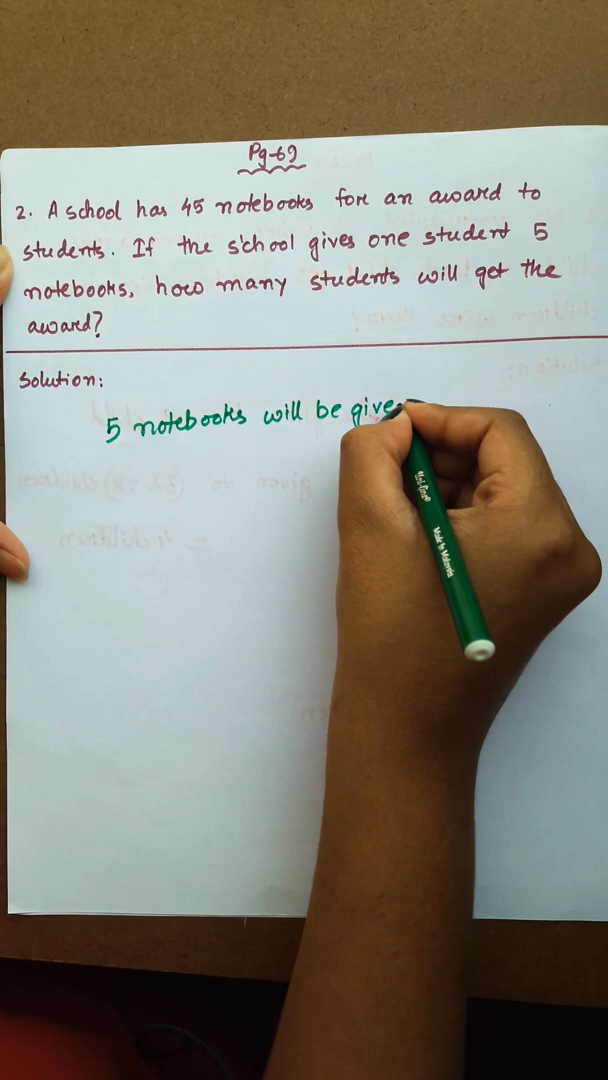 Pg-69
2. A school has 45 notebooks for an award to
students. If the school gives one student 5
notebooks, how many students will get the
award?
Solution:
5 notebooks will be give